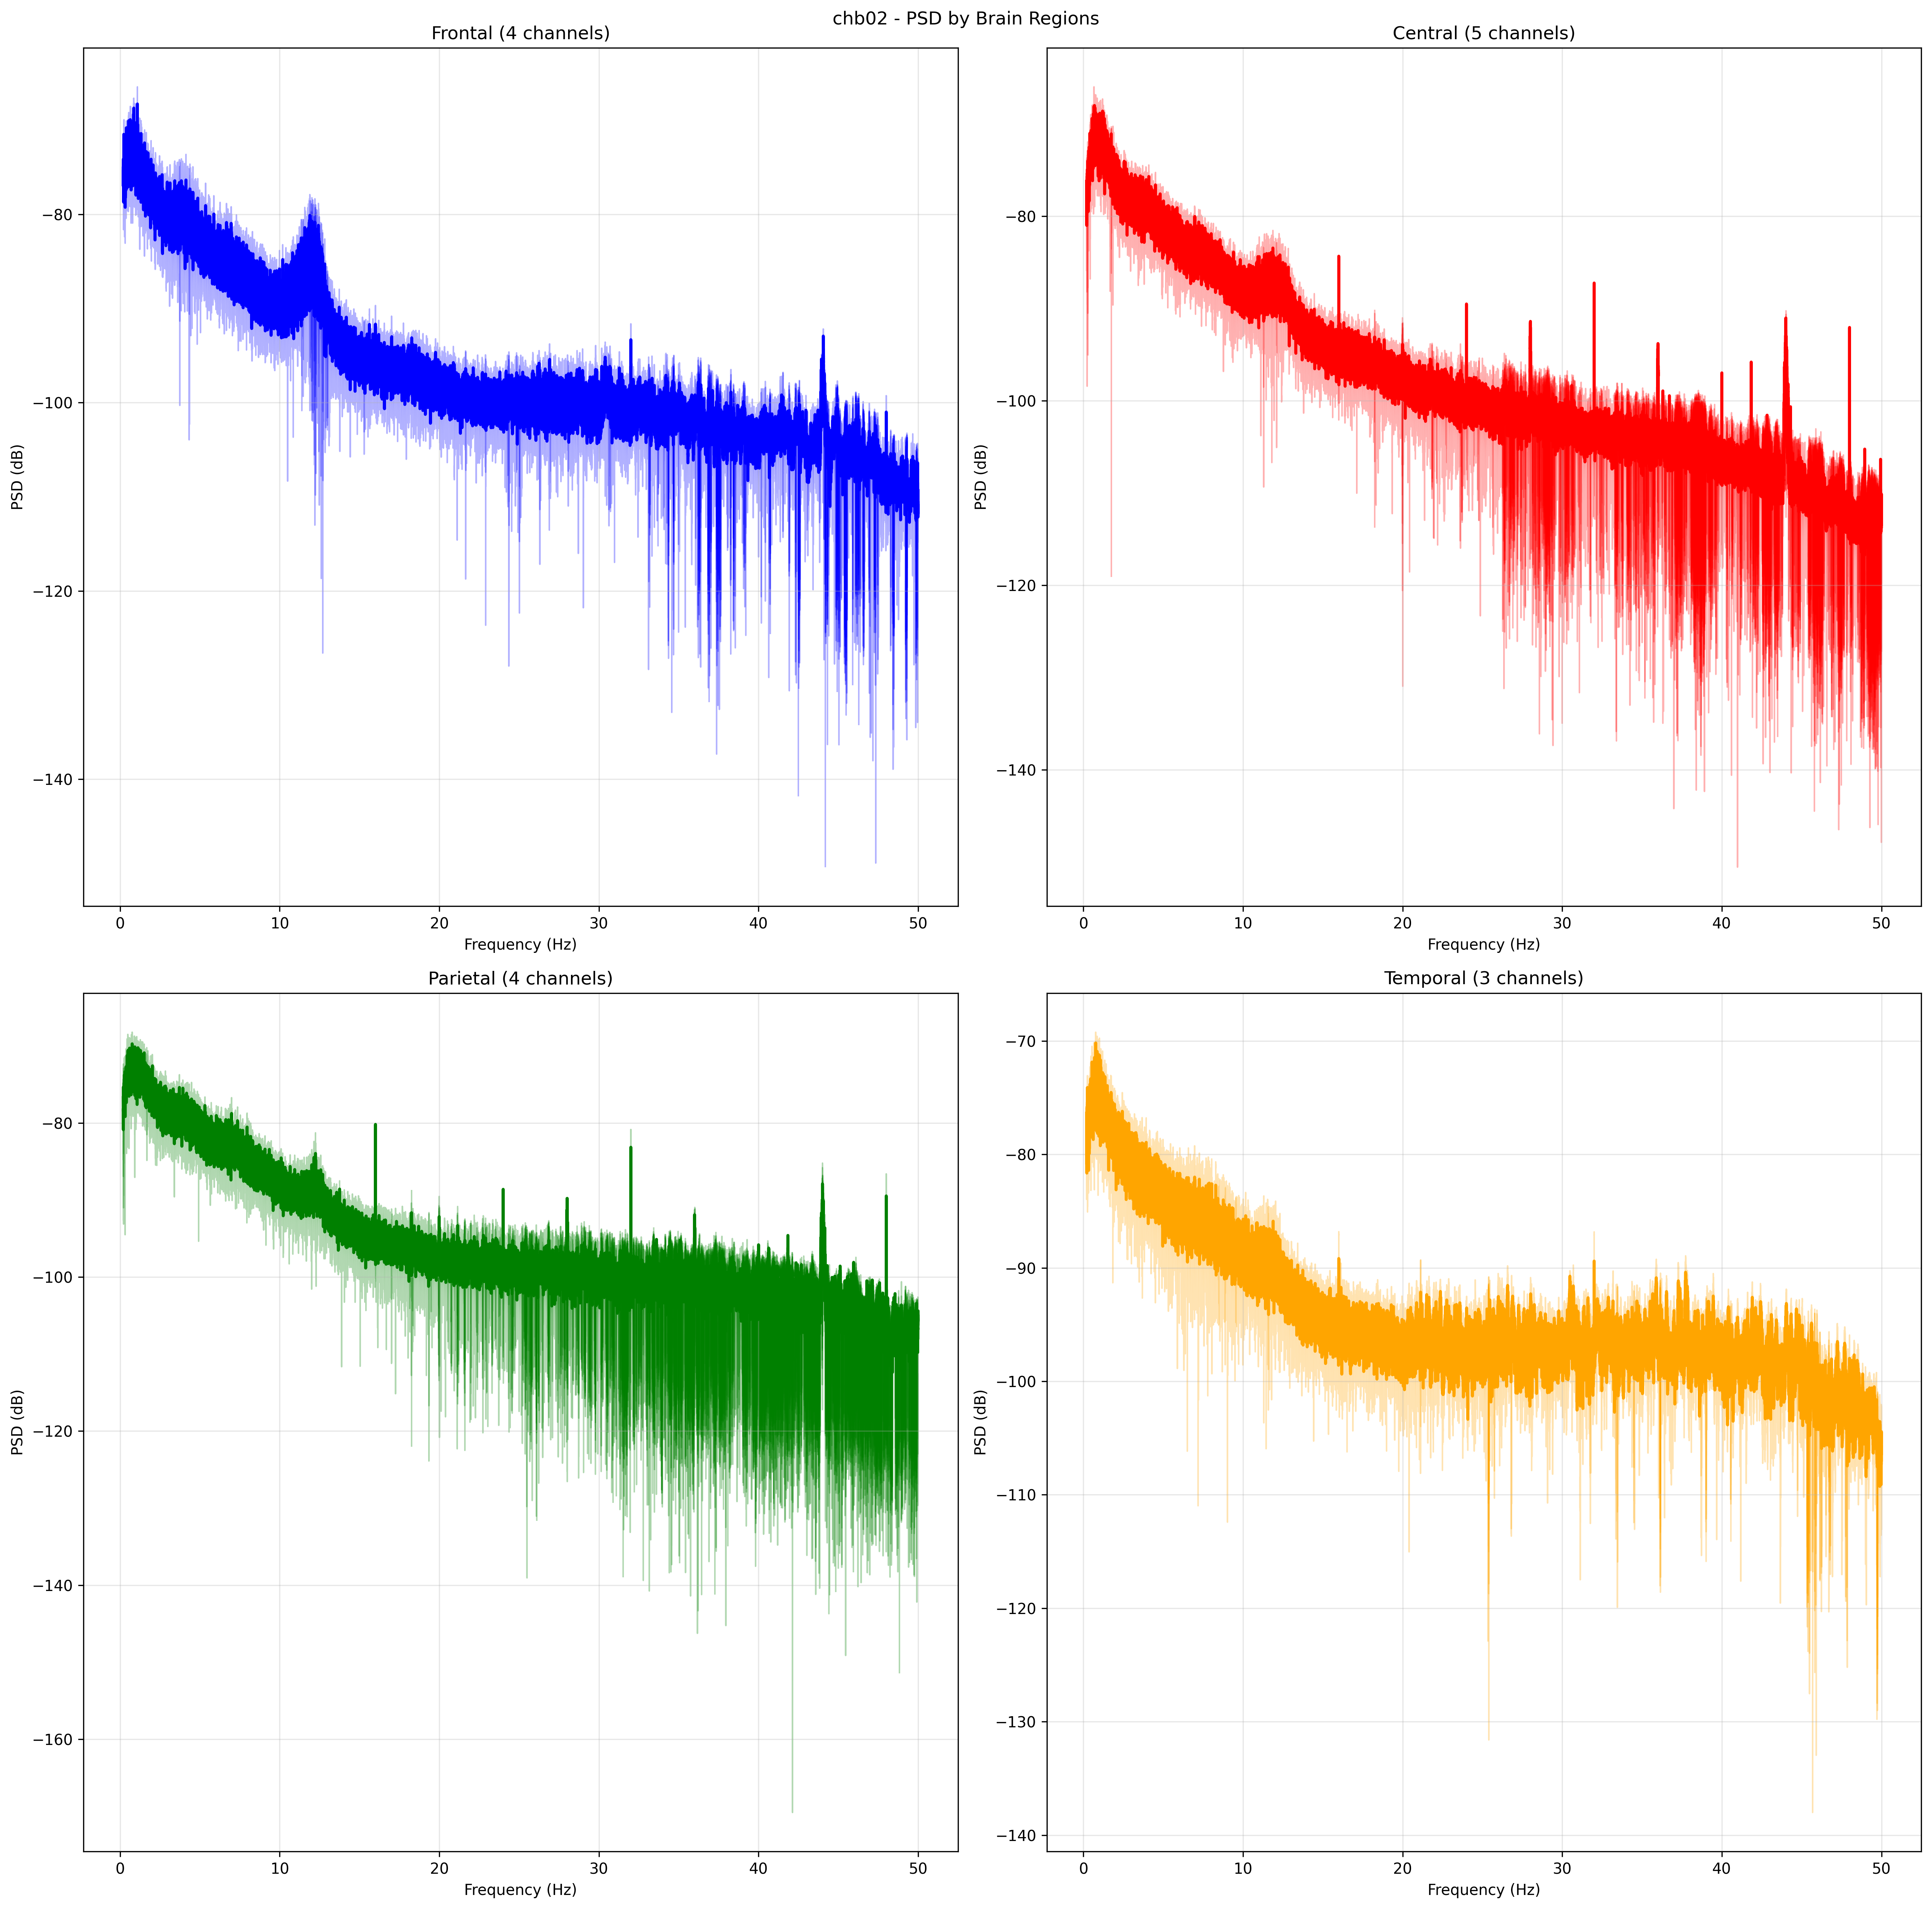 chb02 - PSD by Brain Regions
Frontal (4 channels)
PSD (dB)
−80
−100
−120
−140
0 10 20 30 40 50
Frequency (Hz)
Central (5 channels)
PSD (dB)
−80
−100
−120
−140
0 10 20 30 40 50
Frequency (Hz)
Parietal (4 channels)
PSD (dB)
−80
−100
−120
−140
−160
0 10 20 30 40 50
Frequency (Hz)
Temporal (3 channels)
PSD (dB)
−70
−80
−90
−100
−110
−120
−130
−140
0 10 20 30 40 50
Frequency (Hz)